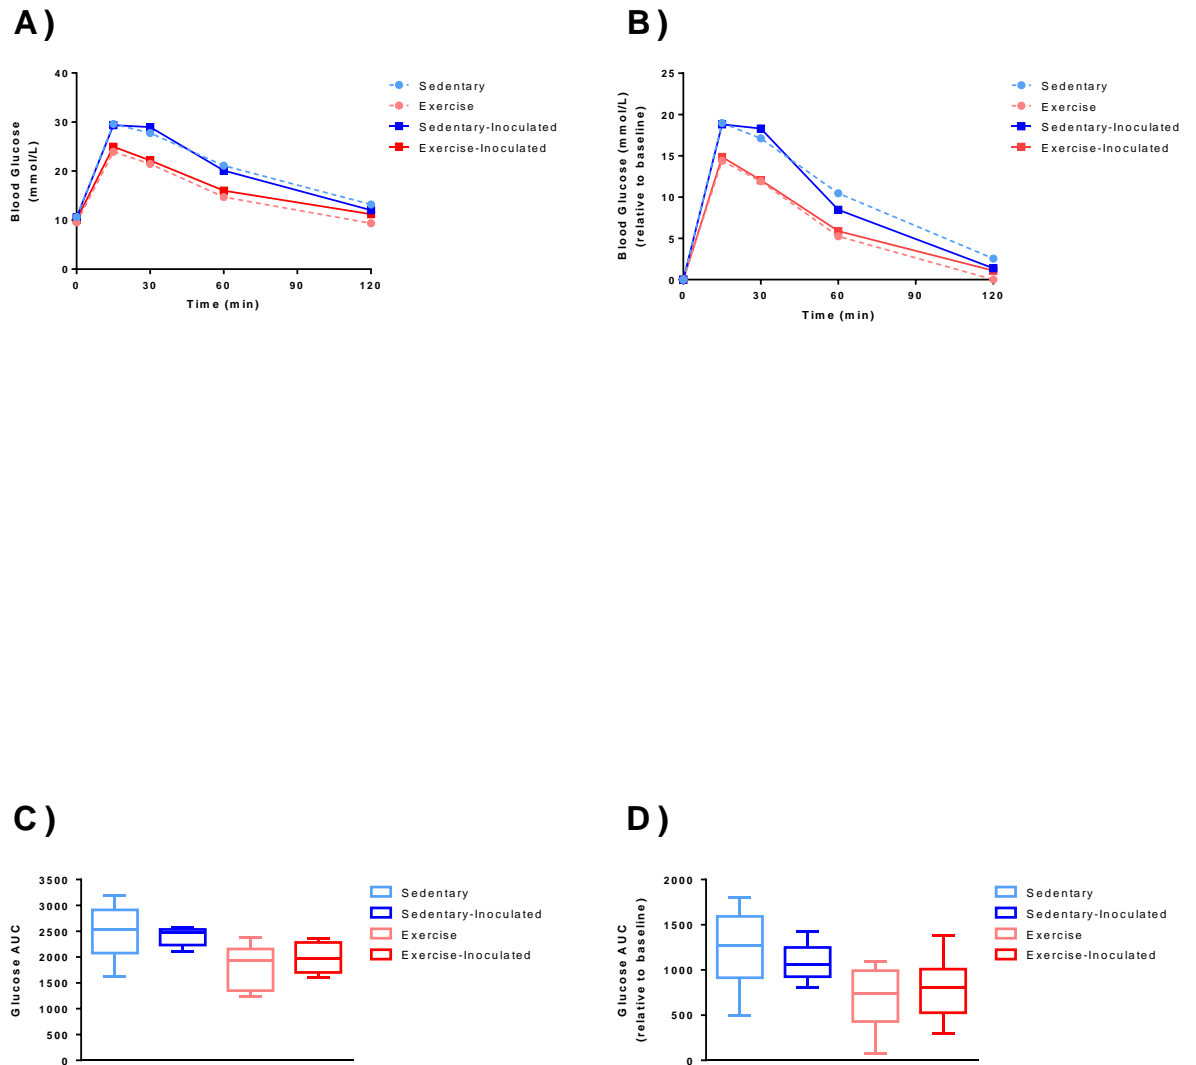 A)
40
30
20
10
0
0 30 60 90 120
Blood Glucose
(mmol/L)
Time (min)
Sedentary
Exercise
Sedentary-Inoculated
Exercise-Inoculated
B)
25
20
15
10
5
0
0 30 60 90 120
Blood Glucose (mmol/L)
(relative to baseline)
Time (min)
Sedentary
Exercise
Sedentary-Inoculated
Exercise-Inoculated
C)
3500
3000
2500
2000
1500
1000
500
0
Glucose AUC
Sedentary
Sedentary-Inoculated
Exercise
Exercise-Inoculated
D)
2000
1500
1000
500
0
Glucose AUC
(relative to baseline)
Sedentary
Sedentary-Inoculated
Exercise
Exercise-Inoculated